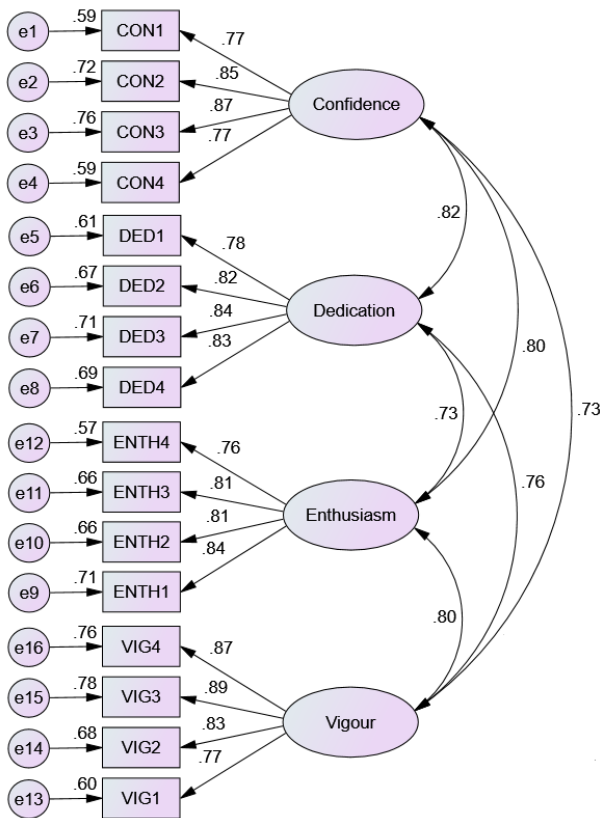 e1 .59 CON1 .77
e2 .72 CON2 .85
e3 .76 CON3 .87
e4 .59 CON4 .77
Confidence
e5 .61 DED1 .78
e6 .67 DED2 .82
e7 .71 DED3 .84
e8 .69 DED4 .83
Dedication
e12 .57 ENTH4 .76
e11 .66 ENTH3 .81
e10 .66 ENTH2 .81
e9 .71 ENTH1 .84
Enthusiasm
e16 .76 VIG4 .87
e15 .78 VIG3 .89
e14 .68 VIG2 .83
e13 .60 VIG1 .77
Vigour
.82
.80
.73
.73
.76
.80